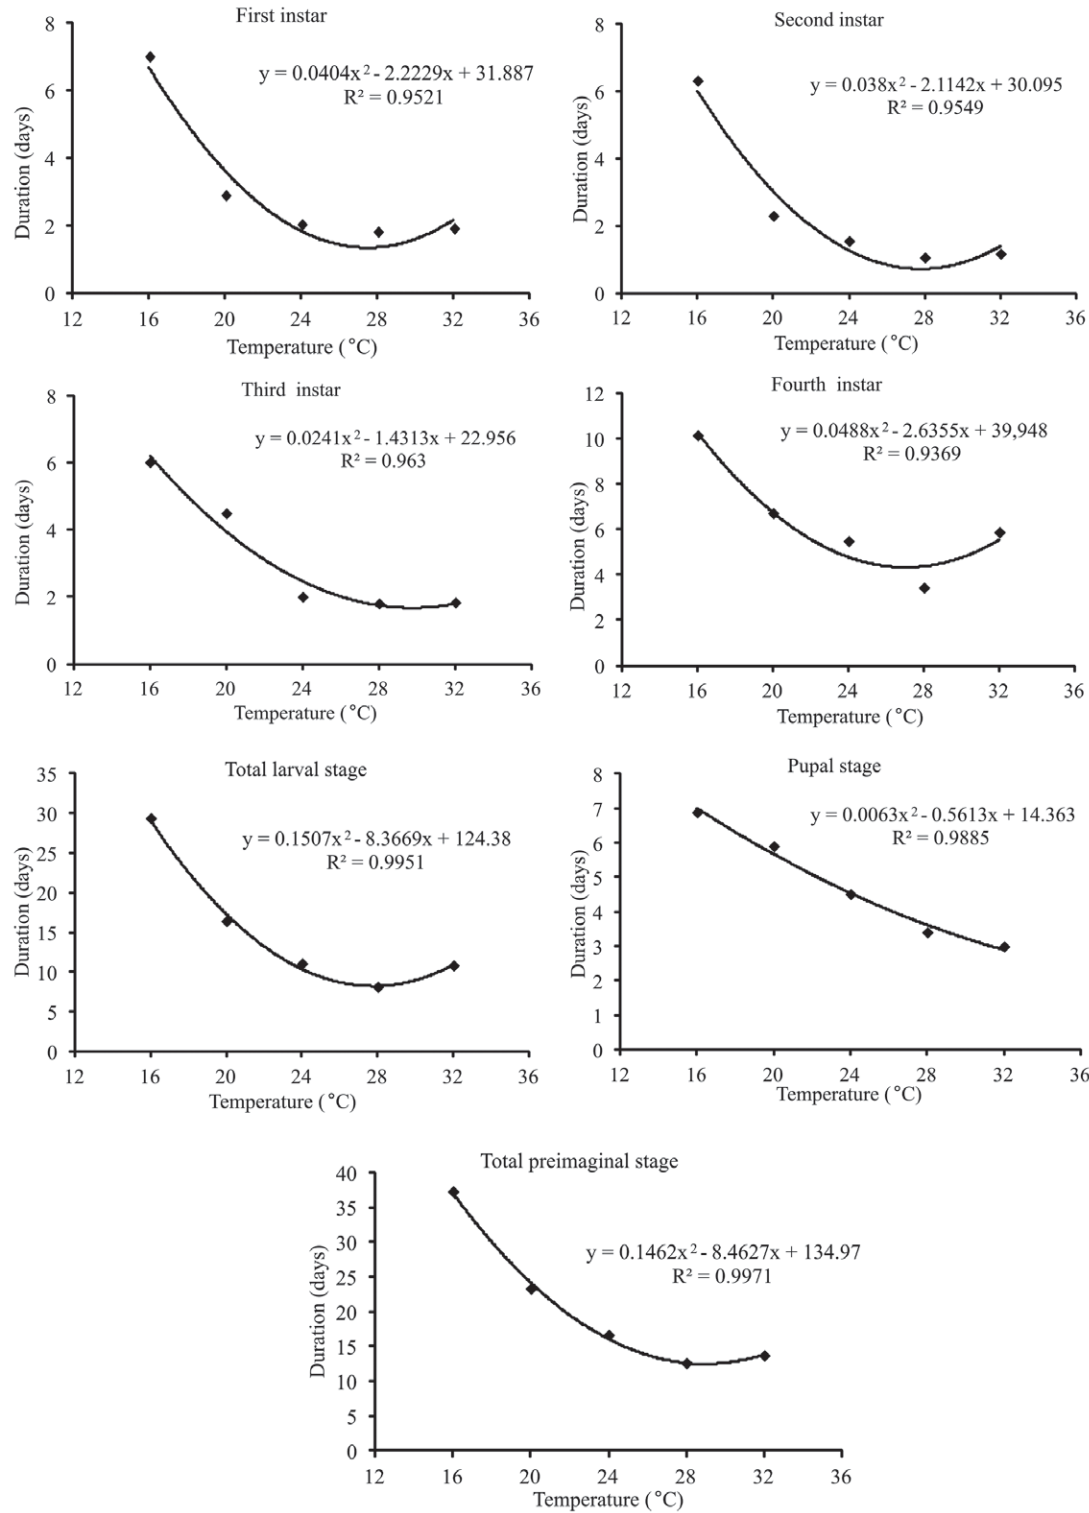 First instar
y = 0.0404x² - 2.2229x + 31.887
R² = 0.9521
Duration (days)
8
6
4
2
0
12 16 20 24 28 32 36
Temperature (°C)
Second instar
y = 0.038x² - 2.1142x + 30.095
R² = 0.9549
Duration (days)
8
6
4
2
0
12 16 20 24 28 32 36
Temperature (°C)
Third instar
y = 0.0241x² - 1.4313x + 22.956
R² = 0.963
Duration (days)
8
6
4
2
0
12 16 20 24 28 32 36
Temperature (°C)
Fourth instar
y = 0.0488x² - 2.6355x + 39,948
R² = 0.9369
Duration (days)
12
10
8
6
4
2
0
12 16 20 24 28 32 36
Temperature (°C)
Total larval stage
y = 0.1507x² - 8.3669x + 124.38
R² = 0.9951
Duration (days)
35
30
25
20
15
10
5
0
12 16 20 24 28 32 36
Temperature (°C)
Pupal stage
y = 0.0063x² - 0.5613x + 14.363
R² = 0.9885
Duration (days)
8
7
6
5
4
3
2
1
0
12 16 20 24 28 32 36
Temperature (°C)
Total preimaginal stage
y = 0.1462x² - 8.4627x + 134.97
R² = 0.9971
Duration (days)
40
35
30
25
20
15
10
5
0
12 16 20 24 28 32 36
Temperature (°C)